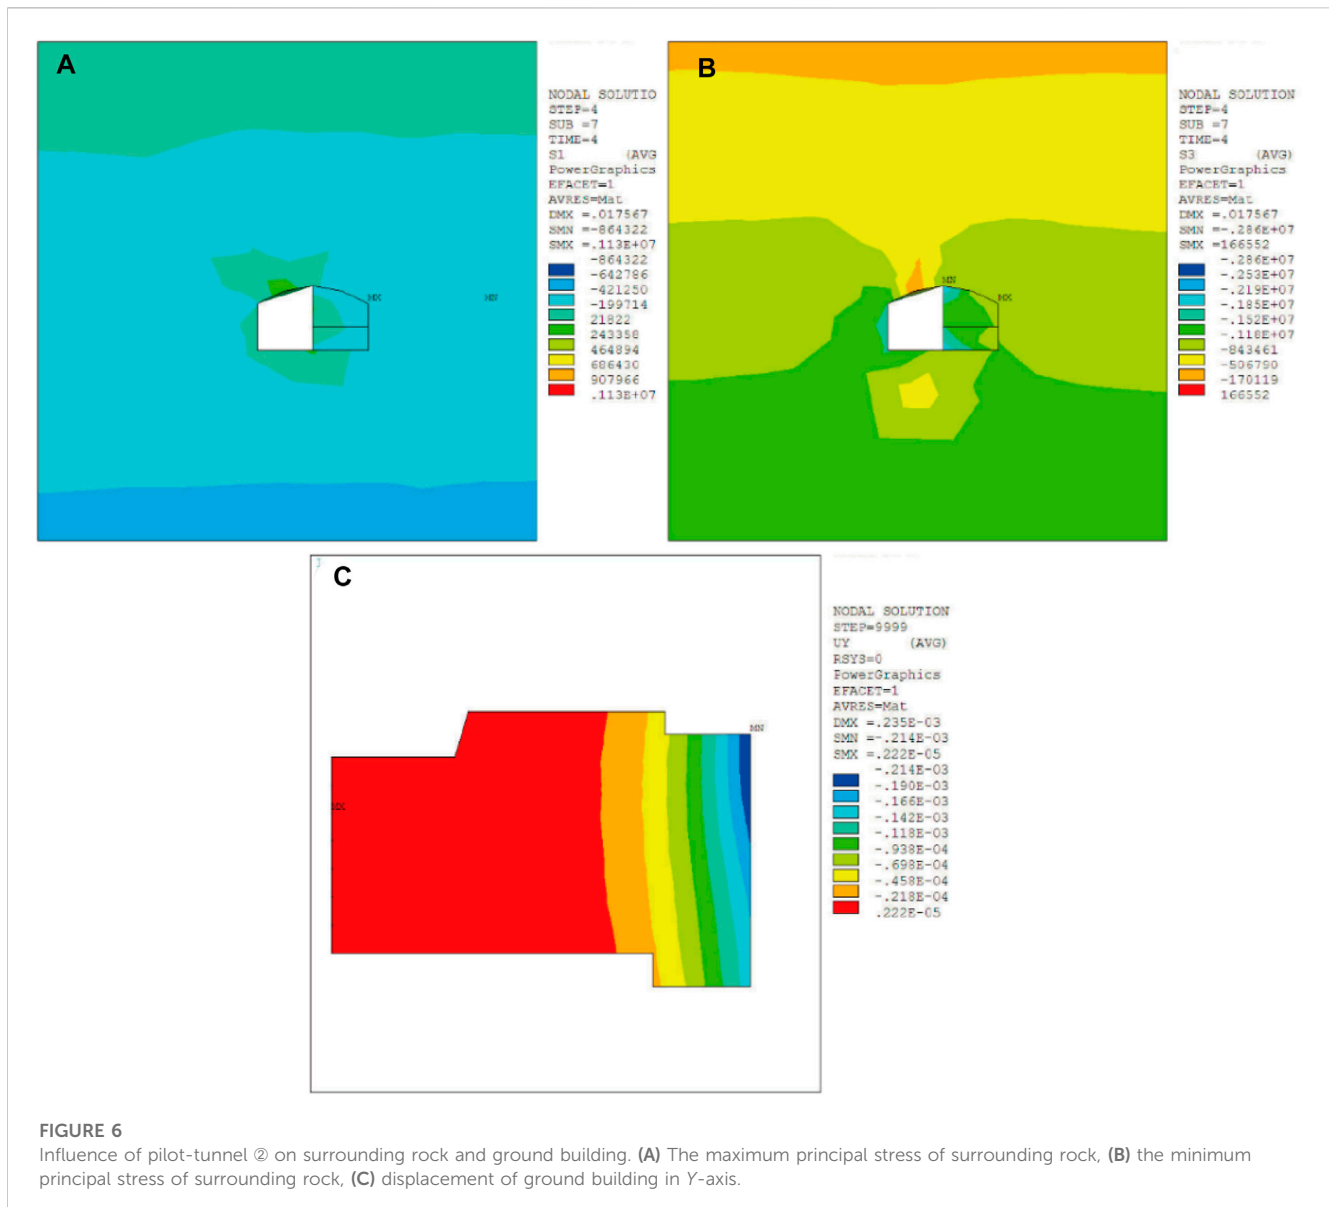 A
NODAL SOLUTIO
STEP=4
SUB =7
TIME=4
S1 (AVG
PowerGraphics
EFACET=1
AVRES=Mat
DMX =.017567
SMN =-864322
SMX =.113E+07
-864322
-642786
-421250
-199714
21822
243358
464894
686430
907966
.113E+07
MX
MN
B
NODAL SOLUTION
STEP=4
SUB =7
TIME=4
S3 (AVG)
PowerGraphics
EFACET=1
AVRES=Mat
DMX =.017567
SMN =-.286E+07
SMX =166552
-.286E+07
-.253E+07
-.219E+07
-.185E+07
-.152E+07
-.118E+07
-843461
-506790
-170119
166552
MN
MX
C
NODAL SOLUTION
STEP=9999
UY (AVG)
RSYS=0
PowerGraphics
EFACET=1
AVRES=Mat
DMX =.235E-03
SMN =-.214E-03
SMX =.222E-05
-.214E-03
-.190E-03
-.166E-03
-.142E-03
-.118E-03
-.938E-04
-.698E-04
-.458E-04
-.218E-04
.222E-05
MN
MX
FIGURE 6
Influence of pilot-tunnel ② on surrounding rock and ground building. (A) The maximum principal stress of surrounding rock, (B) the minimum
principal stress of surrounding rock, (C) displacement of ground building in Y-axis.